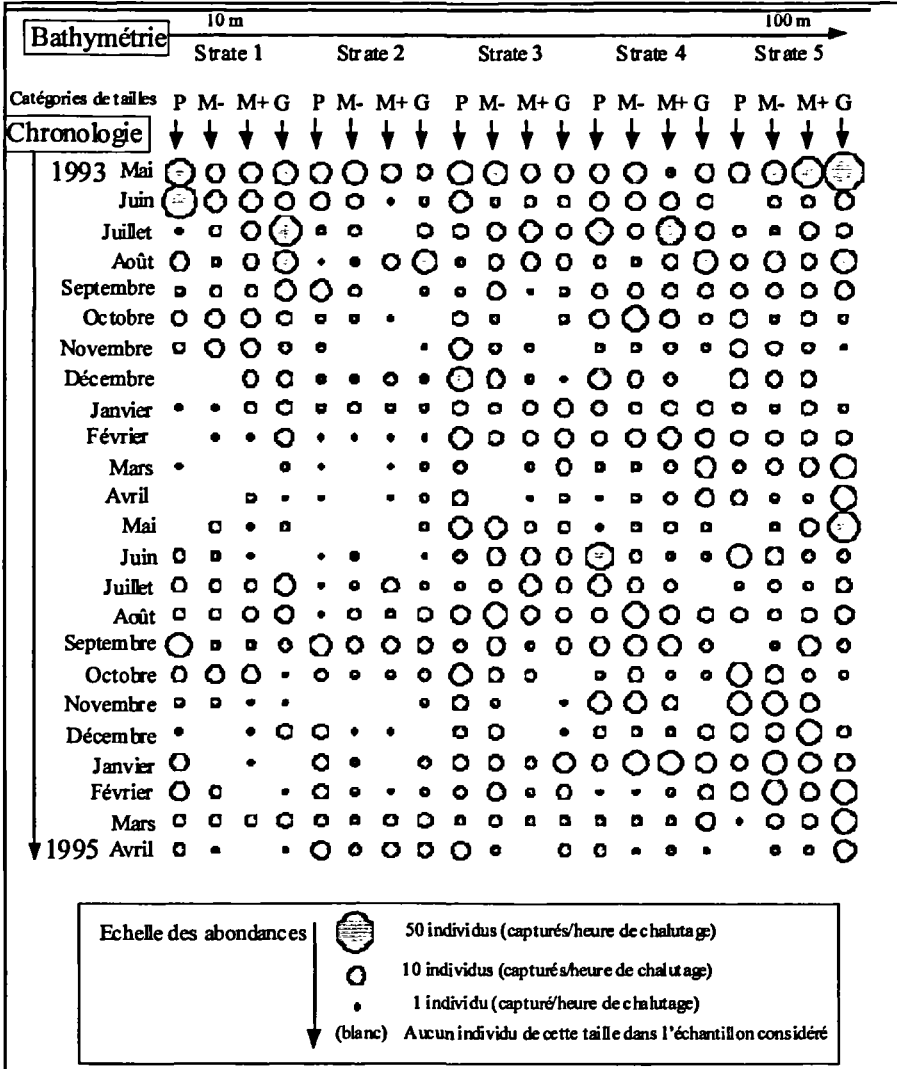 10 m 100 m
Bathymétrie
Strate 1 Strate 2 Strate 3 Strate 4 Strate 5
Catégories de tailles P M- M+ G P M- M+ G P M- M+ G P M- M+ G P M- M+ G
Chronologie
1993 Mai
Juin
Juillet
Août
Septembre
Octobre
Novembre
Décembre
Janvier
Février
Mars
Avril
Mai
Juin
Juillet
Août
Septembre
Octobre
Novembre
Décembre
Janvier
Février
Mars
1995 Avril
Echelle des abondances
50 individus (capturés/heure de chalutage)
10 individus (capturés/heure de chalutage)
1 individu (capturé/heure de chalutage)
(blanc) Aucun individu de cette taille dans l'échantillon considéré